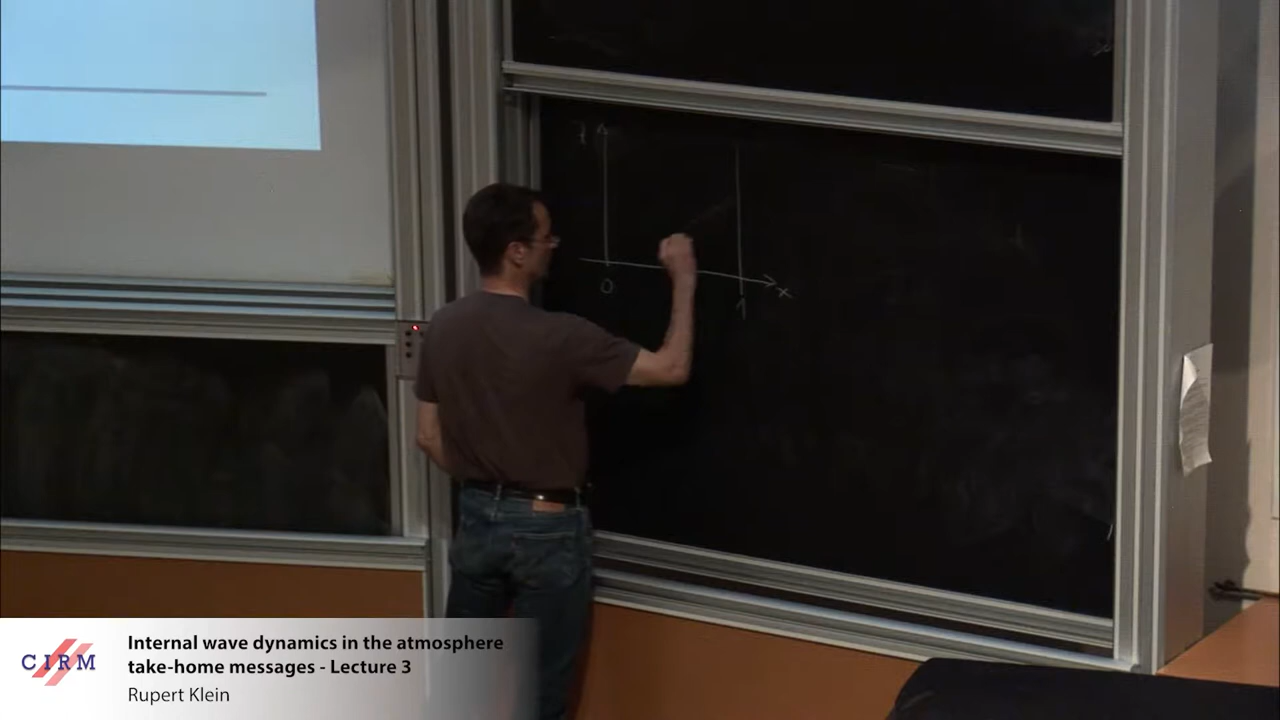 0
1
x
CIRM
Internal wave dynamics in the atmosphere
take-home messages - Lecture 3
Rupert Klein